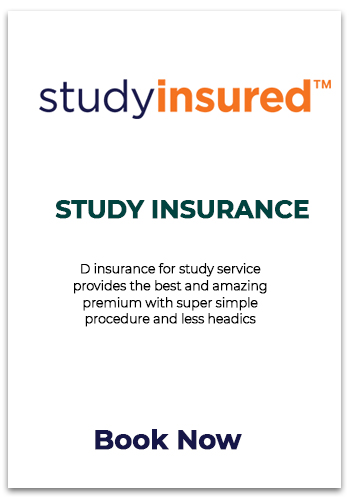 studyinsured™
STUDY INSURANCE
D insurance for study service
provides the best and amazing
premium with super simple
procedure and less headics
Book Now